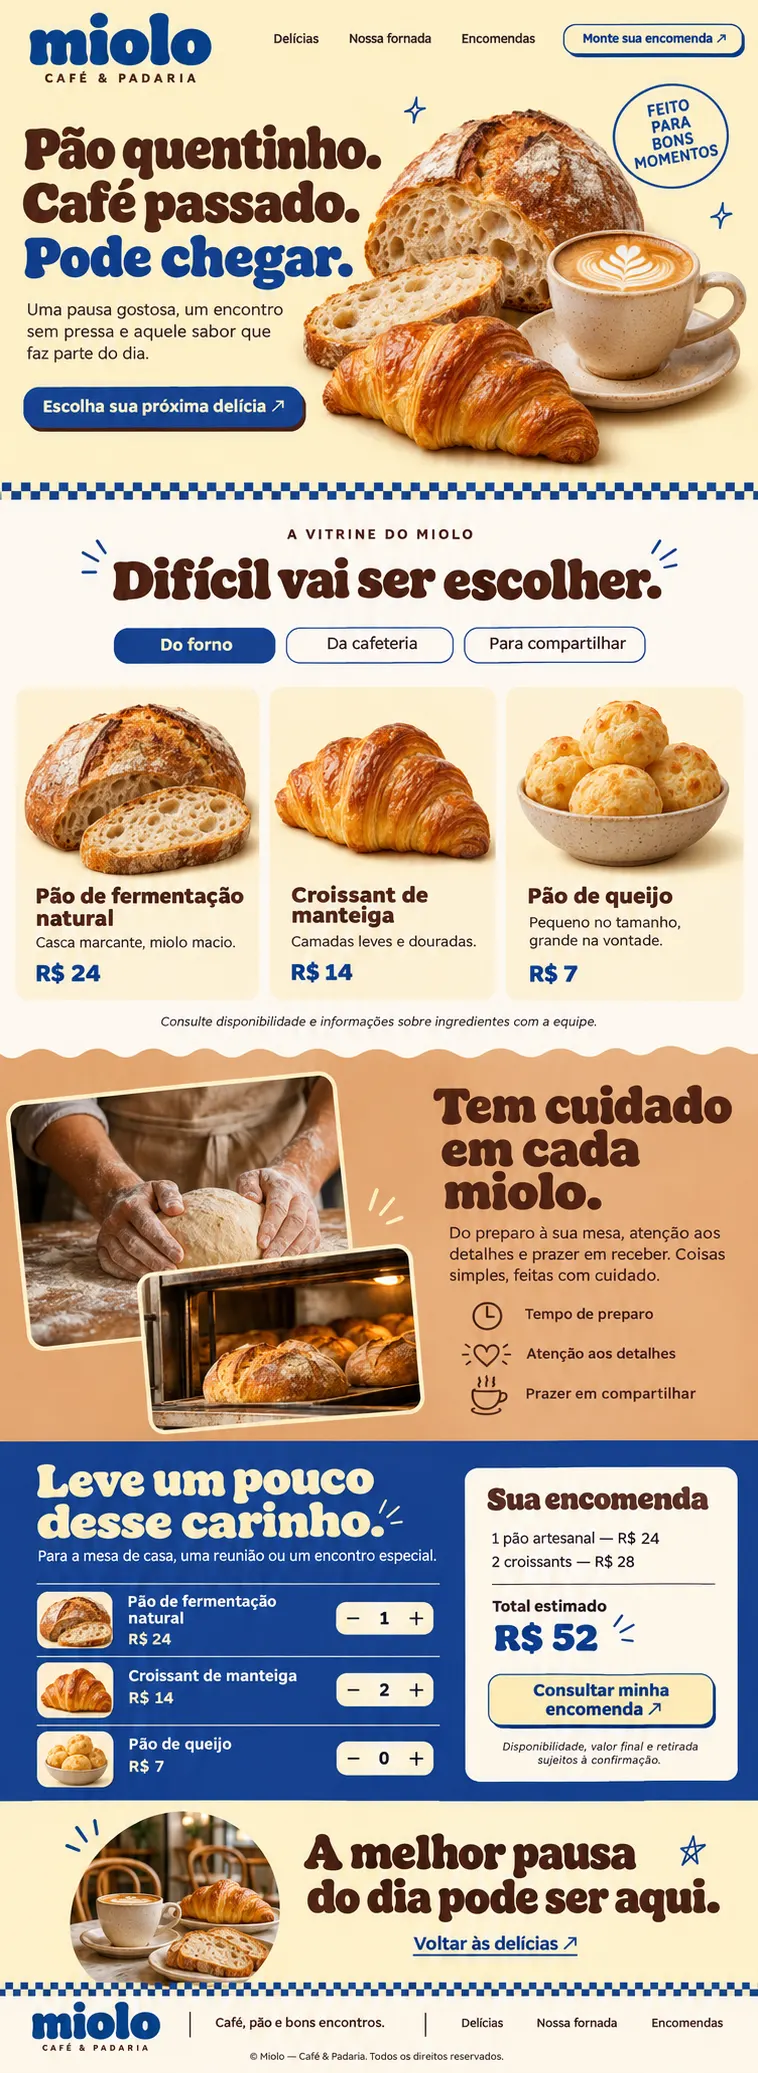 miolo
CAFÉ & PADARIA
Delícias
Nossa fornada
Encomendas
Monte sua encomenda ↗
FEITO
PARA
BONS
MOMENTOS
Pão quentinho.
Café passado.
Pode chegar.
Uma pausa gostosa, um encontro
sem pressa e aquele sabor que
faz parte do dia.
Escolha sua próxima delícia ↗
A VITRINE DO MIOLO
Difícil vai ser escolher.
Do forno
Da cafeteria
Para compartilhar
Pão de fermentação
natural
Casca marcante, miolo macio.
R$ 24
Croissant de
manteiga
Camadas leves e douradas.
R$ 14
Pão de queijo
Pequeno no tamanho,
grande na vontade.
R$ 7
Consulte disponibilidade e informações sobre ingredientes com a equipe.
Tem cuidado
em cada
miolo.
Do preparo à sua mesa, atenção aos
detalhes e prazer em receber. Coisas
simples, feitas com cuidado.
Tempo de preparo
Atenção aos detalhes
Prazer em compartilhar
Leve um pouco
desse carinho.
Para a mesa de casa, uma reunião ou um encontro especial.
Pão de fermentação
natural
R$ 24
− 1 +
Croissant de manteiga
R$ 14
− 2 +
Pão de queijo
R$ 7
− 0 +
Sua encomenda
1 pão artesanal — R$ 24
2 croissants — R$ 28
Total estimado
R$ 52
Consultar minha
encomenda ↗
Disponibilidade, valor final e retirada
sujeitos à confirmação.
A melhor pausa
do dia pode ser aqui.
Voltar às delícias ↗
miolo
CAFÉ & PADARIA
Café, pão e bons encontros.
Delícias
Nossa fornada
Encomendas
© Miolo — Café & Padaria. Todos os direitos reservados.